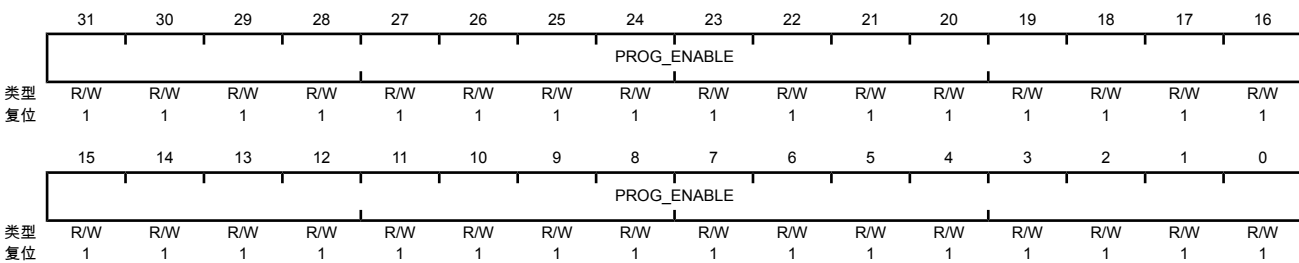 31 30 29 28 27 26 25 24 23 22 21 20 19 18 17 16
PROG_ENABLE
类型 R/W R/W R/W R/W R/W R/W R/W R/W R/W R/W R/W R/W R/W R/W R/W R/W
复位 1 1 1 1 1 1 1 1 1 1 1 1 1 1 1 1
15 14 13 12 11 10 9 8 7 6 5 4 3 2 1 0
PROG_ENABLE
类型 R/W R/W R/W R/W R/W R/W R/W R/W R/W R/W R/W R/W R/W R/W R/W R/W
复位 1 1 1 1 1 1 1 1 1 1 1 1 1 1 1 1